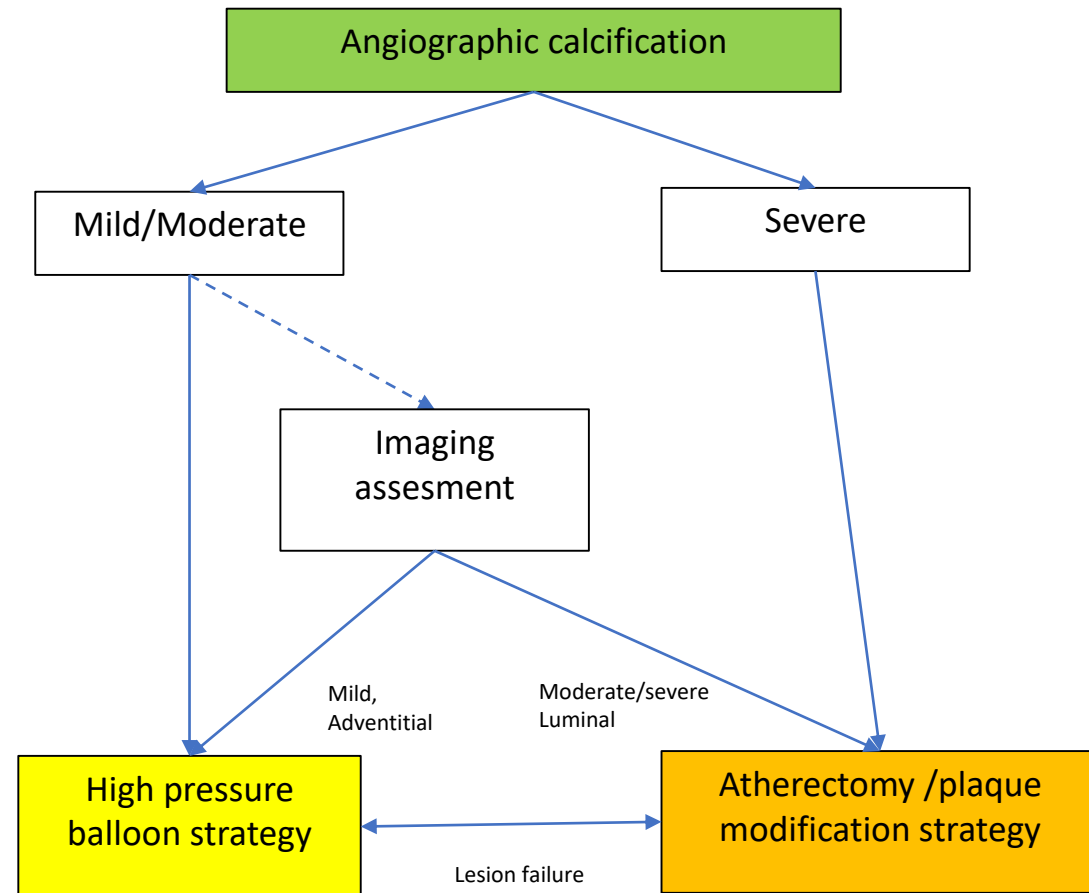 Angiographic calcification
Mild/Moderate
Severe
Imaging
assesment
Mild,
Adventitial
Moderate/severe
Luminal
High pressure
balloon strategy
Atherectomy /plaque
modification strategy
Lesion failure